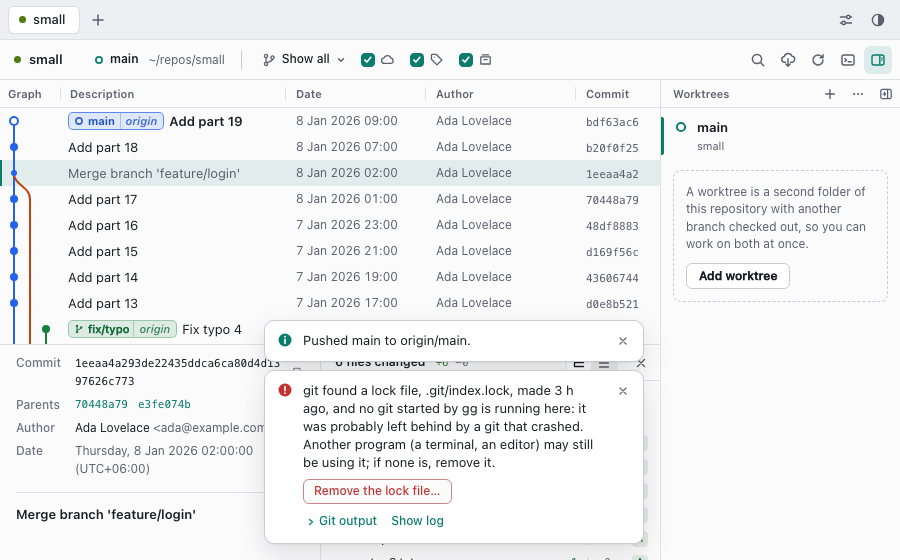 small
small
main
~/repos/small
Show all
Graph
Description
Date
Author
Commit
Worktrees
main origin Add part 19 8 Jan 2026 09:00 Ada Lovelace bdf63ac6
Add part 18 8 Jan 2026 07:00 Ada Lovelace b20f0f25
Merge branch 'feature/login' 8 Jan 2026 02:00 Ada Lovelace 1eeaa4a2
Add part 17 8 Jan 2026 01:00 Ada Lovelace 70448a79
Add part 16 7 Jan 2026 23:00 Ada Lovelace 48df8883
Add part 15 7 Jan 2026 21:00 Ada Lovelace d169f56c
Add part 14 7 Jan 2026 19:00 Ada Lovelace 43606744
Add part 13 7 Jan 2026 17:00 Ada Lovelace d0e8b521
fix/typo origin Fix typo 4
main
small
A worktree is a second folder of
this repository with another
branch checked out, so you can
work on both at once.
Add worktree
Commit 1eeaa4a293de22435ddca6ca80d4d13
97626c773
Parents 70448a79 e3fe074b
Author Ada Lovelace <ada@example.com
Date Thursday, 8 Jan 2026 02:00:00
(UTC+06:00)
Merge branch 'feature/login'
Pushed main to origin/main.
files changed
git found a lock file, .git/index.lock, made 3 h
ago, and no git started by gg is running here: it
was probably left behind by a git that crashed.
Another program (a terminal, an editor) may still
be using it; if none is, remove it.
Remove the lock file…
Git output
Show log